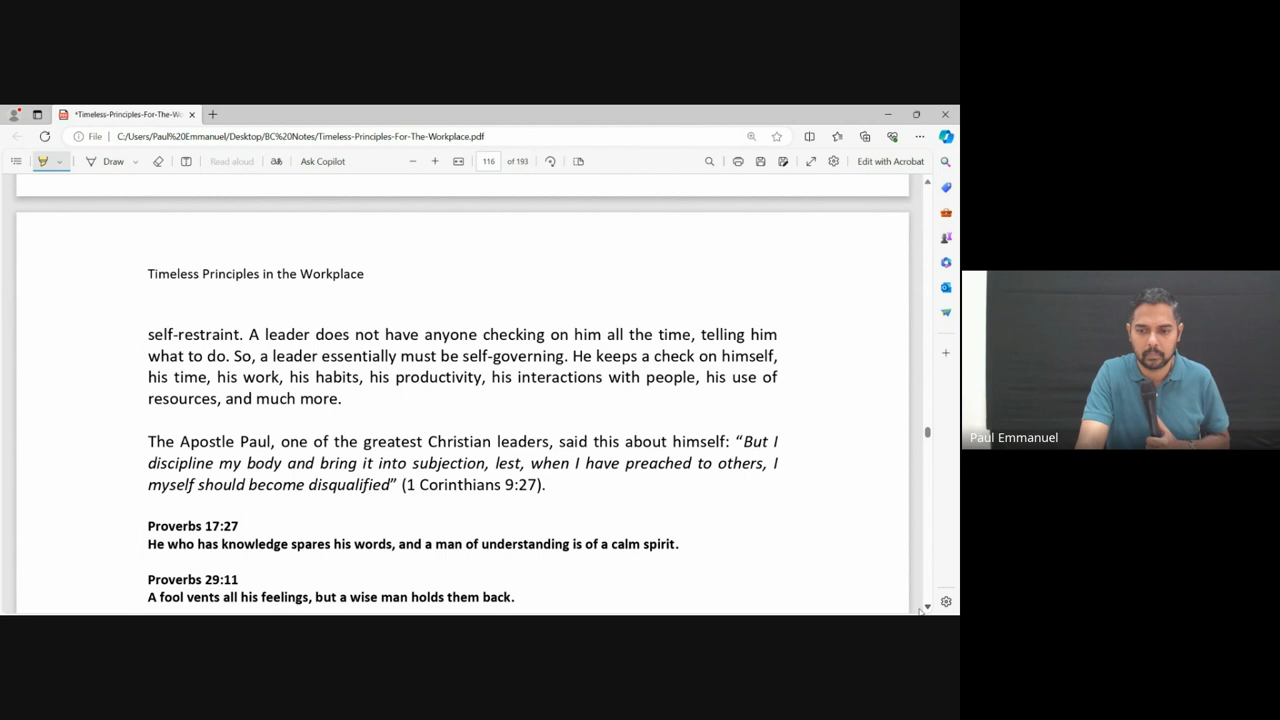 *Timeless-Principles-For-The-Wo
File
C:/Users/Paul%20Emmanuel/Desktop/BC%20Notes/Timeless-Principles-For-The-Workplace.pdf
Draw
Read aloud
Ask Copilot
116 of 193
Edit with Acrobat
Timeless Principles in the Workplace
self-restraint. A leader does not have anyone checking on him all the time, telling him
what to do. So, a leader essentially must be self-governing. He keeps a check on himself,
his time, his work, his habits, his productivity, his interactions with people, his use of
resources, and much more.
The Apostle Paul, one of the greatest Christian leaders, said this about himself: “But I
discipline my body and bring it into subjection, lest, when I have preached to others, I
myself should become disqualified” (1 Corinthians 9:27).
Proverbs 17:27
He who has knowledge spares his words, and a man of understanding is of a calm spirit.
Proverbs 29:11
A fool vents all his feelings, but a wise man holds them back.
Paul Emmanuel